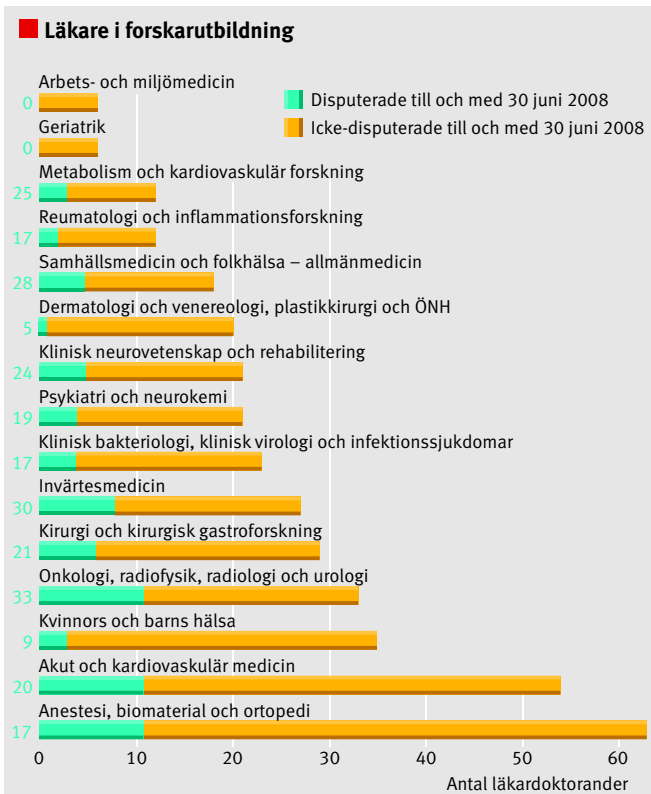 Läkare i forskarutbildning
Arbets- och miljömedicin
0
Disputerade till och med 30 juni 2008
Geriatrik
Icke-disputerade till och med 30 juni 2008
0
Metabolism och kardiovaskulär forskning
25
Reumatologi och inflammationsforskning
17
Samhällsmedicin och folkhälsa – allmänmedicin
28
Dermatologi och venereologi, plastikkirurgi och ÖNH
5
Klinisk neurovetenskap och rehabilitering
24
Psykiatri och neurokemi
19
Klinisk bakteriologi, klinisk virologi och infektionssjukdomar
17
Invärtesmedicin
30
Kirurgi och kirurgisk gastroforskning
21
Onkologi, radiofysik, radiologi och urologi
33
Kvinnors och barns hälsa
9
Akut och kardiovaskulär medicin
20
Anestesi, biomaterial och ortopedi
17
0 10 20 30 40 50 60
Antal läkardoktorander